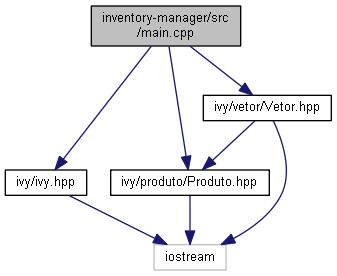 inventory-manager/src
/main.cpp
ivy/vetor/Vetor.hpp
ivy/ivy.hpp
ivy/produto/Produto.hpp
iostream